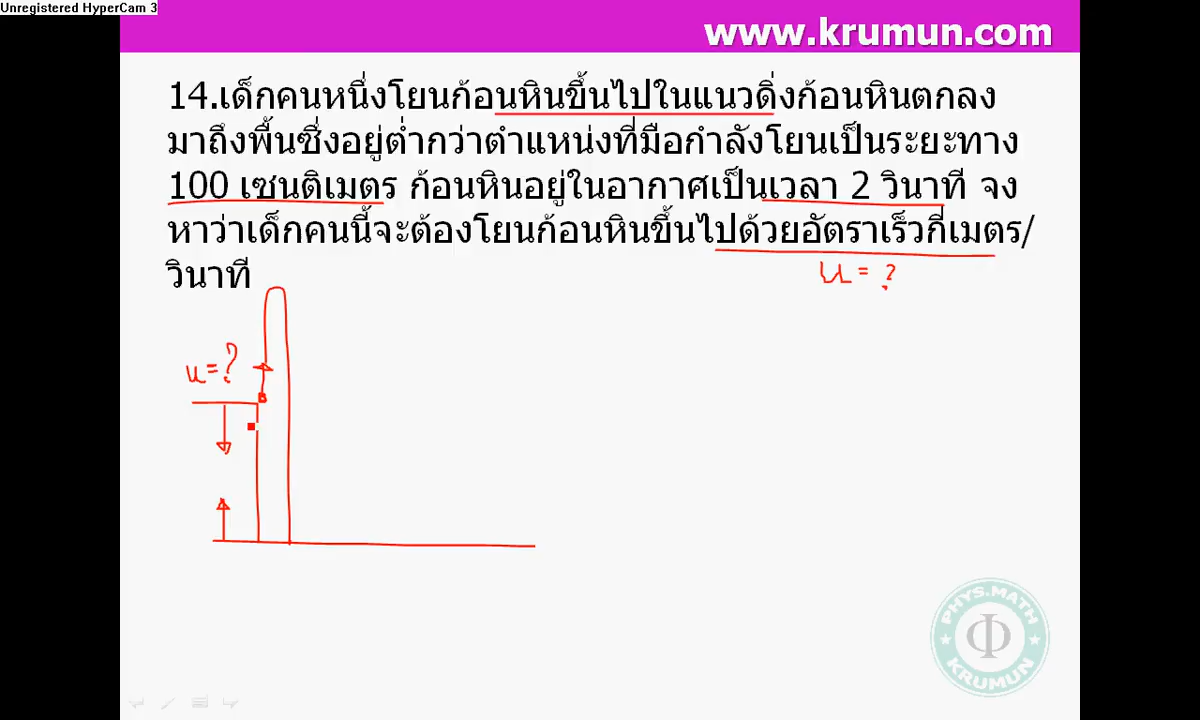 Unregistered HyperCam 3
www.krumun.com
14.เด็กคนหนึ่งโยนก้อนหินขึ้นไปในแนวดิ่งก้อนหินตกลง
มาถึงพื้นซึ่งอยู่ต่ำกว่าตำแหน่งที่มือกำลังโยนเป็นระยะทาง
100 เซนติเมตร ก้อนหินอยู่ในอากาศเป็นเวลา 2 วินาที จง
หาว่าเด็กคนนี้จะต้องโยนก้อนหินขึ้นไปด้วยอัตราเร็วกี่เมตร/
วินาที
u = ?
u = ?
PHYS.MATH
Φ
KRUMUN